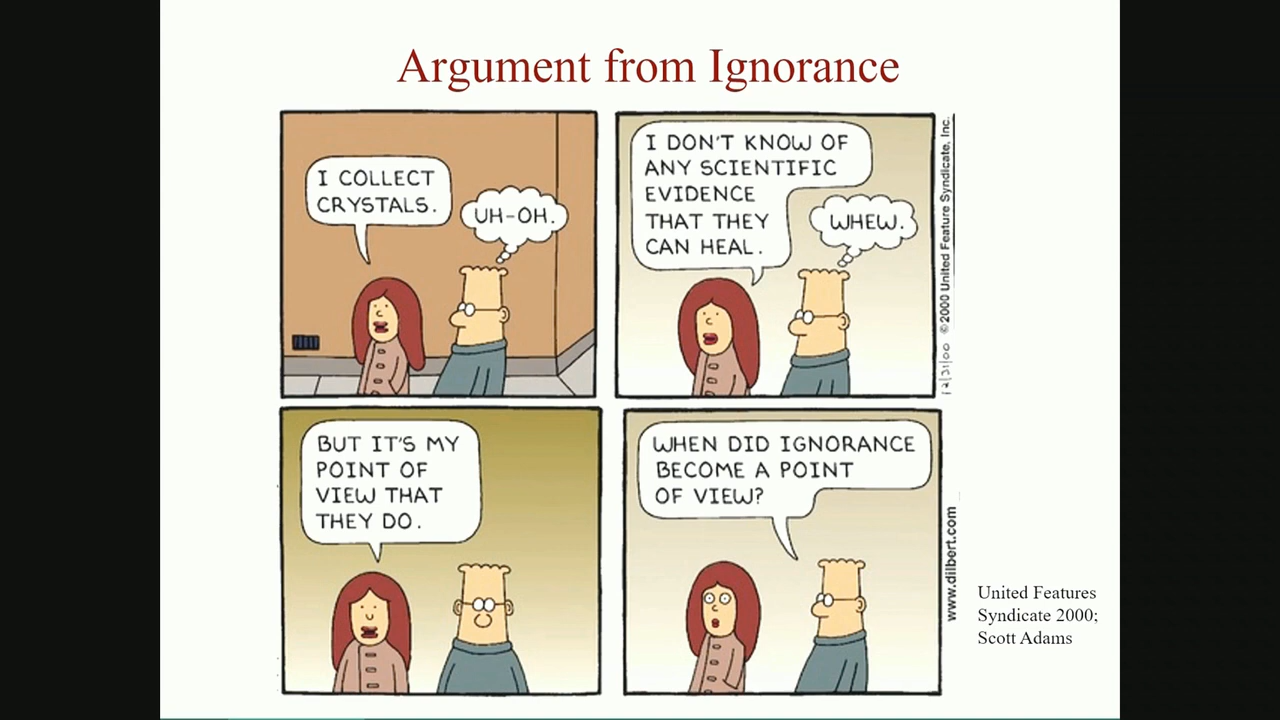 Argument from Ignorance
I COLLECT
CRYSTALS.
UH-OH.
I DON'T KNOW OF
ANY SCIENTIFIC
EVIDENCE
THAT THEY
CAN HEAL.
WHEW.
©2000 United Feature Syndicate, Inc.
12/31/00
BUT IT'S MY
POINT OF
VIEW THAT
THEY DO.
WHEN DID IGNORANCE
BECOME A POINT
OF VIEW?
www.dilbert.com
United Features
Syndicate 2000;
Scott Adams